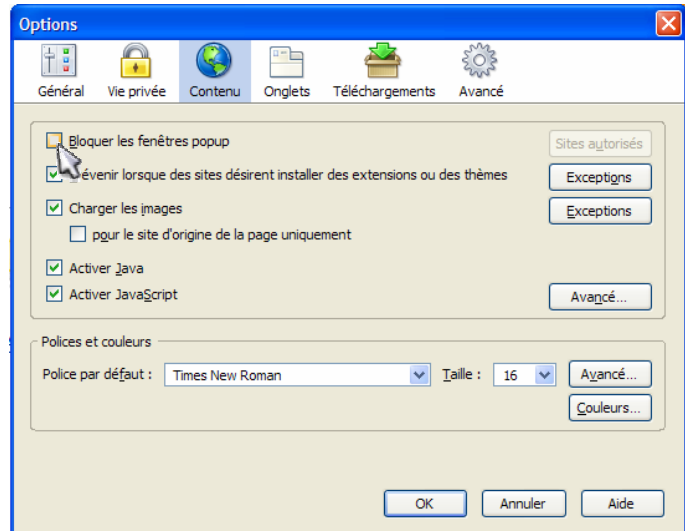 Options
Général Vie privée Contenu Onglets Téléchargements Avancé
Bloquer les fenêtres popup Sites autorisés
évenir lorsque des sites désirent installer des extensions ou des thèmes Exceptions
Charger les images Exceptions
pour le site d'origine de la page uniquement
Activer Java
Activer JavaScript Avancé...
Polices et couleurs
Police par défaut : Times New Roman Taille : 16 Avancé...
Couleurs...
OK Annuler Aide